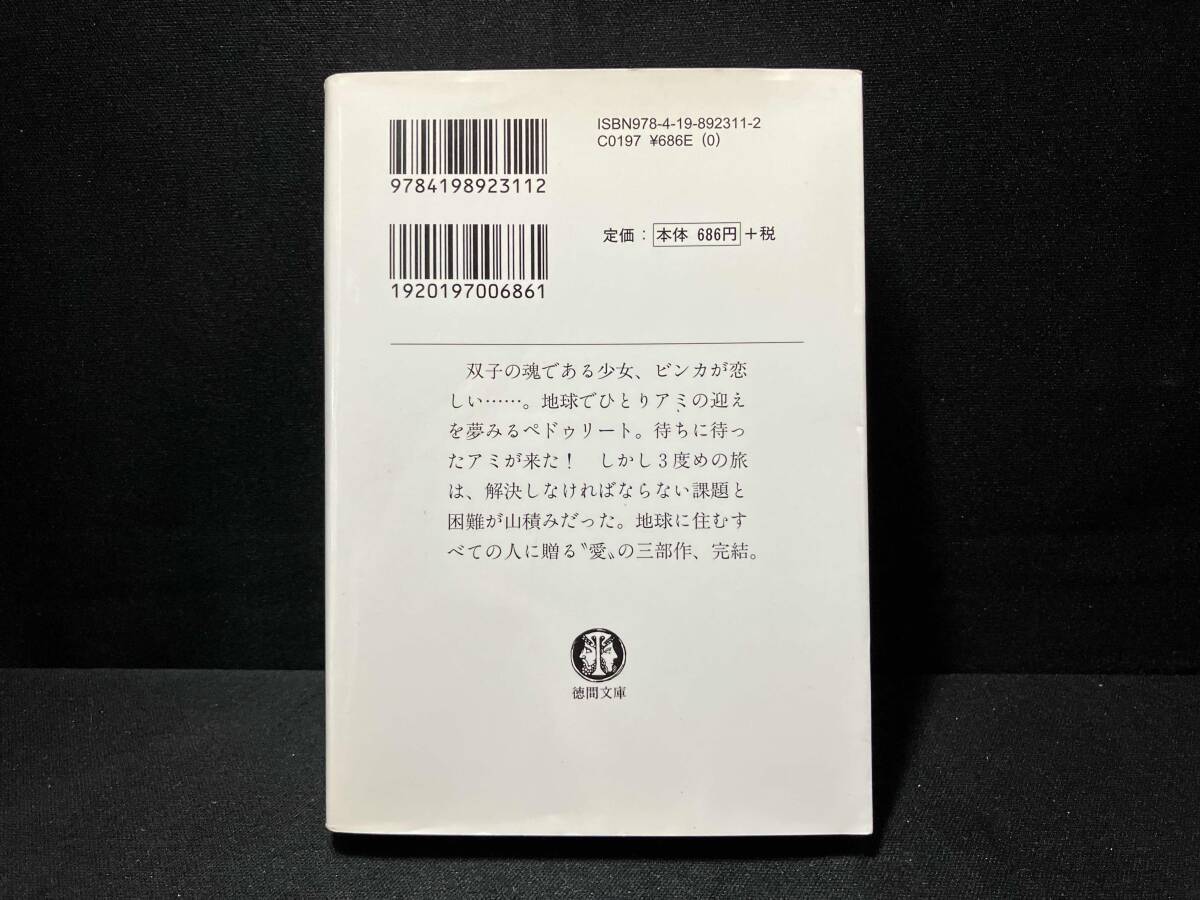 ISBN978-4-19-892311-2
C0197 ¥686E (0)
9784198923112
定価：本体 686円＋税
1920197006861
双子の魂である少女、ビンカが恋
しい……。地球でひとりアミの迎え
を夢みるペドゥリート。待ちに待っ
たアミが来た！　しかし３度めの旅
は、解決しなければならない課題と
困難が山積みだった。地球に住むす
べての人に贈る〝愛〟の三部作、完結。
徳間文庫